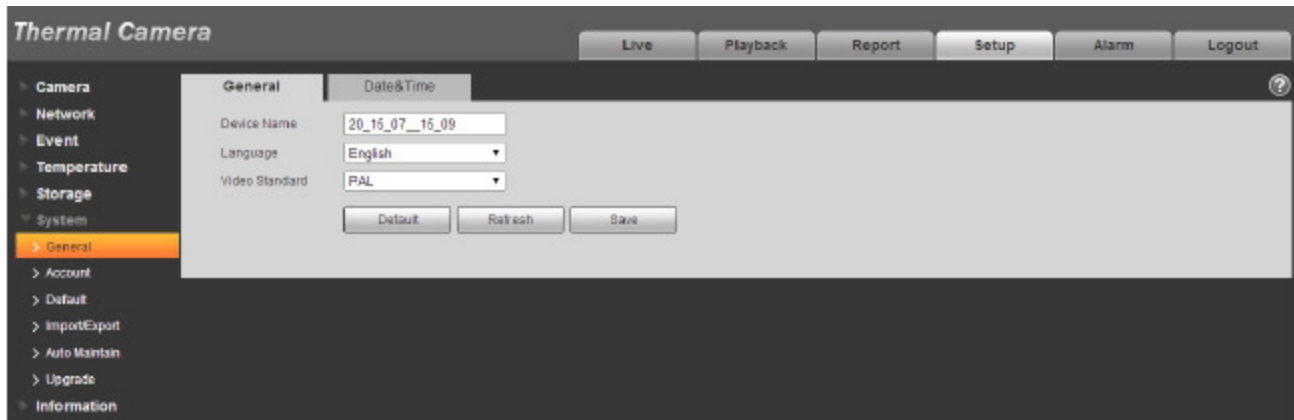 Thermal Camera
Live Playback Report Setup Alarm Logout
Camera
Network
Event
Temperature
Storage
System
> General
> Account
> Default
> Import/Export
> Auto Maintain
> Upgrade
Information
General Date&Time
?
Device Name 20_15_07__15_09
Language English
Video Standard PAL
Default Refresh Save